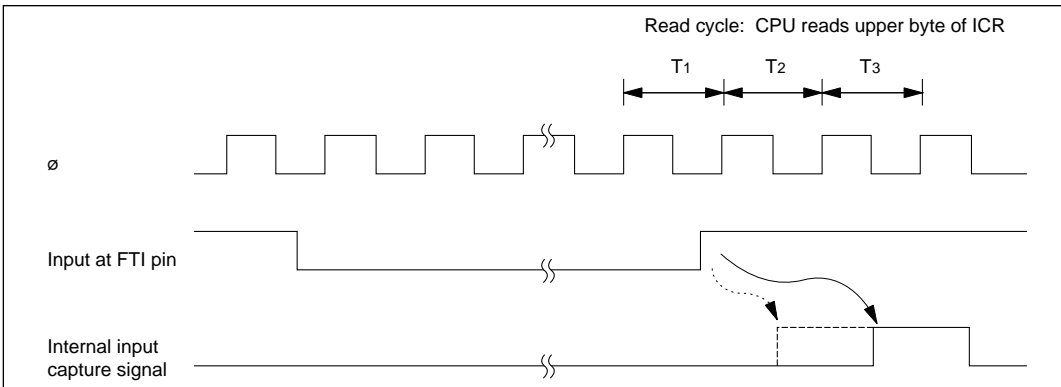 Read cycle: CPU reads upper byte of ICR
T1 T2 T3
ø
Input at FTI pin
Internal input
capture signal